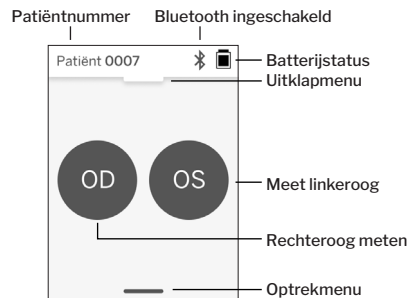 Patiëntnummer
Bluetooth ingeschakeld
Patiënt 0007
Batterijstatus
Uitklapmenu
OD
OS
Meet linkeroog
Rechteroog meten
Optrekmenu